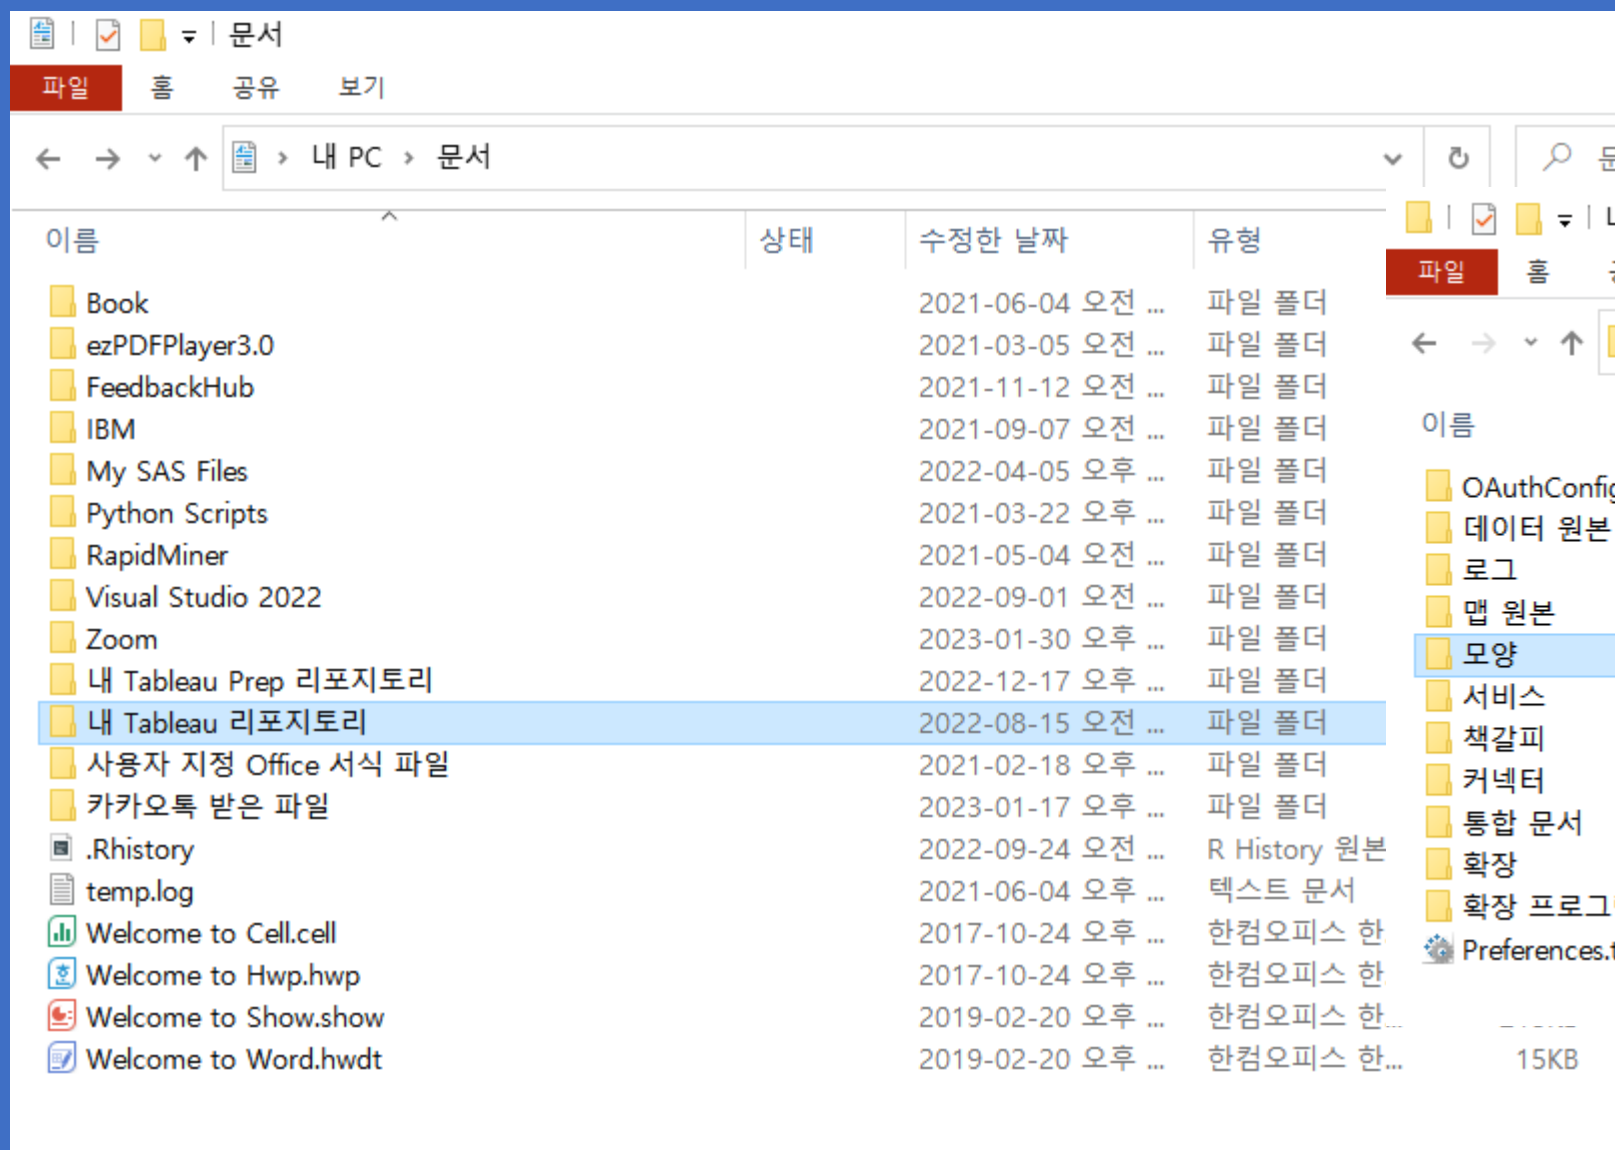 문서
파일 홈 공유 보기
내 PC 문서
이름 상태 수정한 날짜 유형
Book 2021-06-04 오전 ... 파일 폴더
ezPDFPlayer3.0 2021-03-05 오전 ... 파일 폴더
FeedbackHub 2021-11-12 오전 ... 파일 폴더
IBM 2021-09-07 오전 ... 파일 폴더
My SAS Files 2022-04-05 오후 ... 파일 폴더
Python Scripts 2021-03-22 오후 ... 파일 폴더
RapidMiner 2021-05-04 오전 ... 파일 폴더
Visual Studio 2022 2022-09-01 오전 ... 파일 폴더
Zoom 2023-01-30 오후 ... 파일 폴더
내 Tableau Prep 리포지토리 2022-12-17 오후 ... 파일 폴더
내 Tableau 리포지토리 2022-08-15 오전 ... 파일 폴더
사용자 지정 Office 서식 파일 2021-02-18 오후 ... 파일 폴더
카카오톡 받은 파일 2023-01-17 오후 ... 파일 폴더
.Rhistory 2022-09-24 오전 ... R History 원본
temp.log 2021-06-04 오후 ... 텍스트 문서
Welcome to Cell.cell 2017-10-24 오후 ... 한컴오피스 한
Welcome to Hwp.hwp 2017-10-24 오후 ... 한컴오피스 한
Welcome to Show.show 2019-02-20 오후 ... 한컴오피스 한...
Welcome to Word.hwdt 2019-02-20 오후 ... 한컴오피스 한... 15KB
파일 홈
이름
OAuthConfig
데이터 원본
로그
맵 원본
모양
서비스
책갈피
커넥터
통합 문서
확장
확장 프로그
Preferences.t